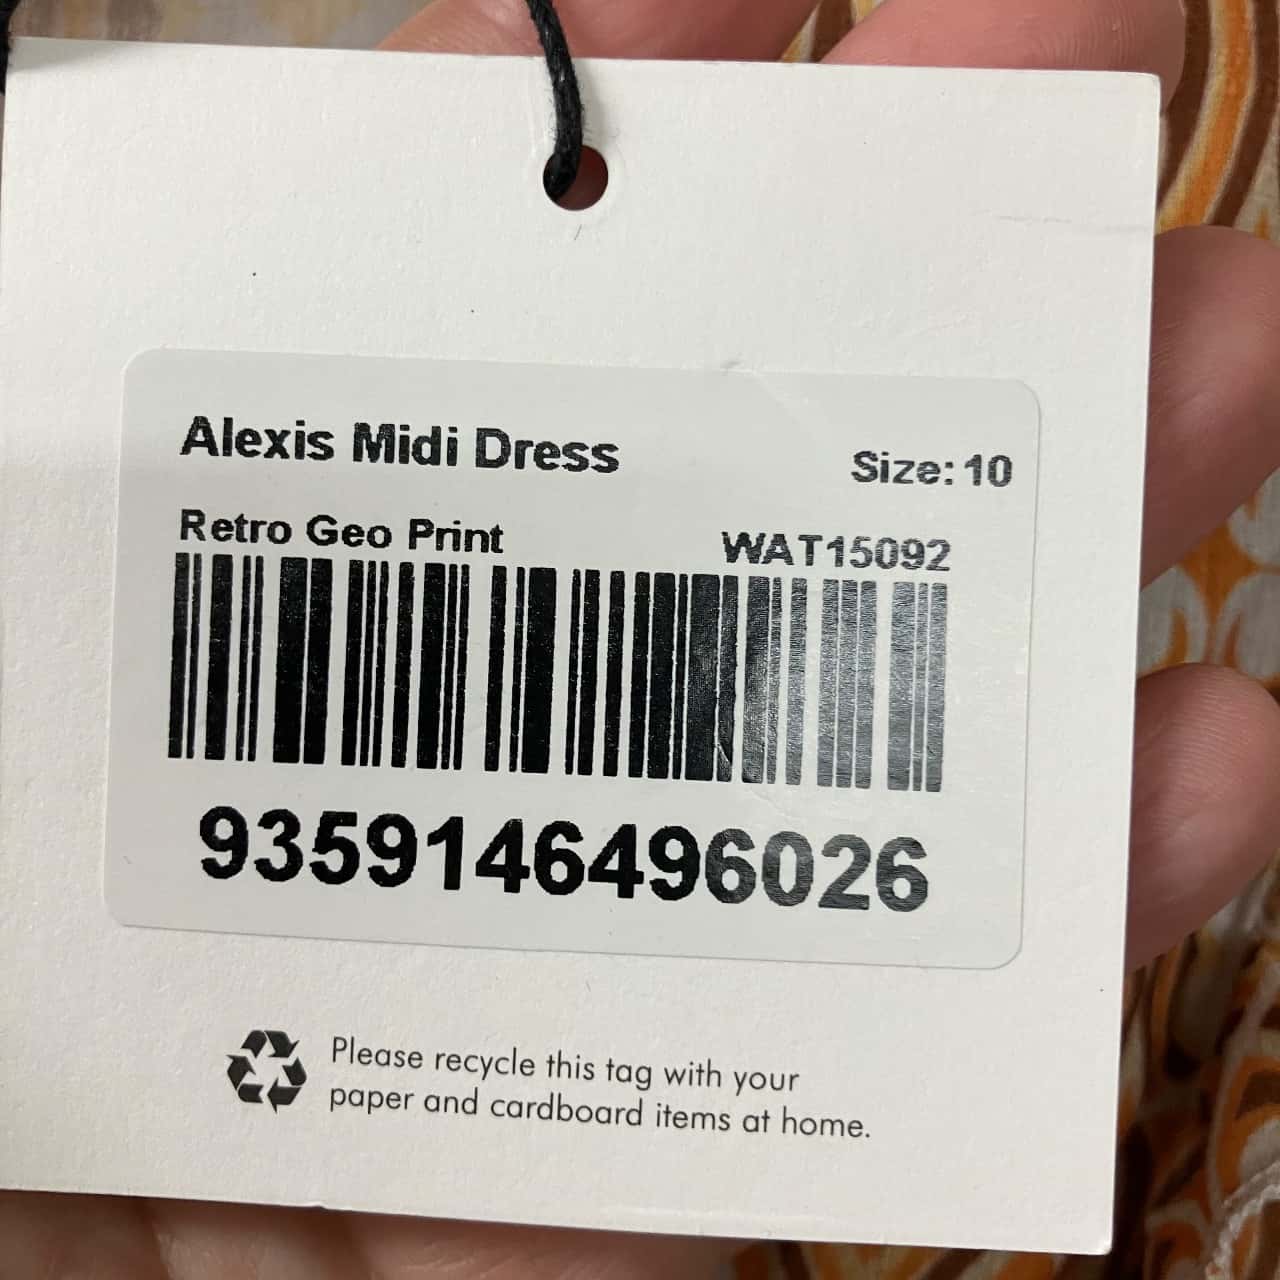 Alexis Midi Dress
Size: 10
Retro Geo Print
WAT15092
9359146496026
Please recycle this tag with your
paper and cardboard items at home.